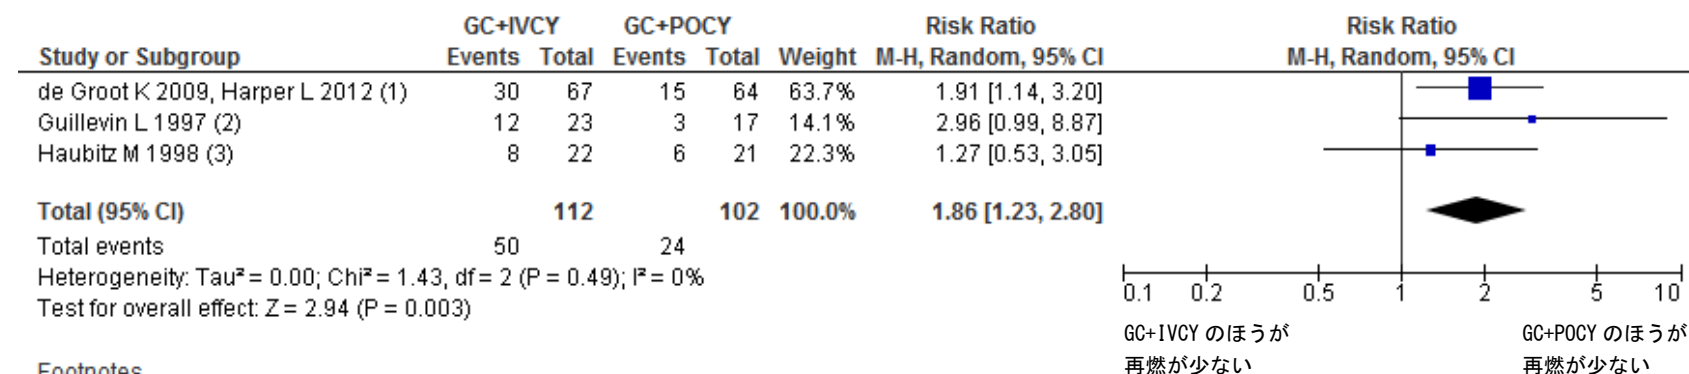 GC+IVCY GC+POCY Risk Ratio Risk Ratio
Study or Subgroup Events Total Events Total Weight M-H, Random, 95% CI M-H, Random, 95% CI
de Groot K 2009, Harper L 2012 (1) 30 67 15 64 63.7% 1.91 [1.14, 3.20]
Guillevin L 1997 (2) 12 23 3 17 14.1% 2.96 [0.99, 8.87]
Haubitz M 1998 (3) 8 22 6 21 22.3% 1.27 [0.53, 3.05]
Total (95% CI) 112 102 100.0% 1.86 [1.23, 2.80]
Total events 50 24
Heterogeneity: Tau² = 0.00; Chi² = 1.43, df = 2 (P = 0.49); I² = 0%
Test for overall effect: Z = 2.94 (P = 0.003)
0.1 0.2 0.5 1 2 5 10
GC+IVCY のほうが GC+POCY のほうが
再燃が少ない 再燃が少ない
Footnotes